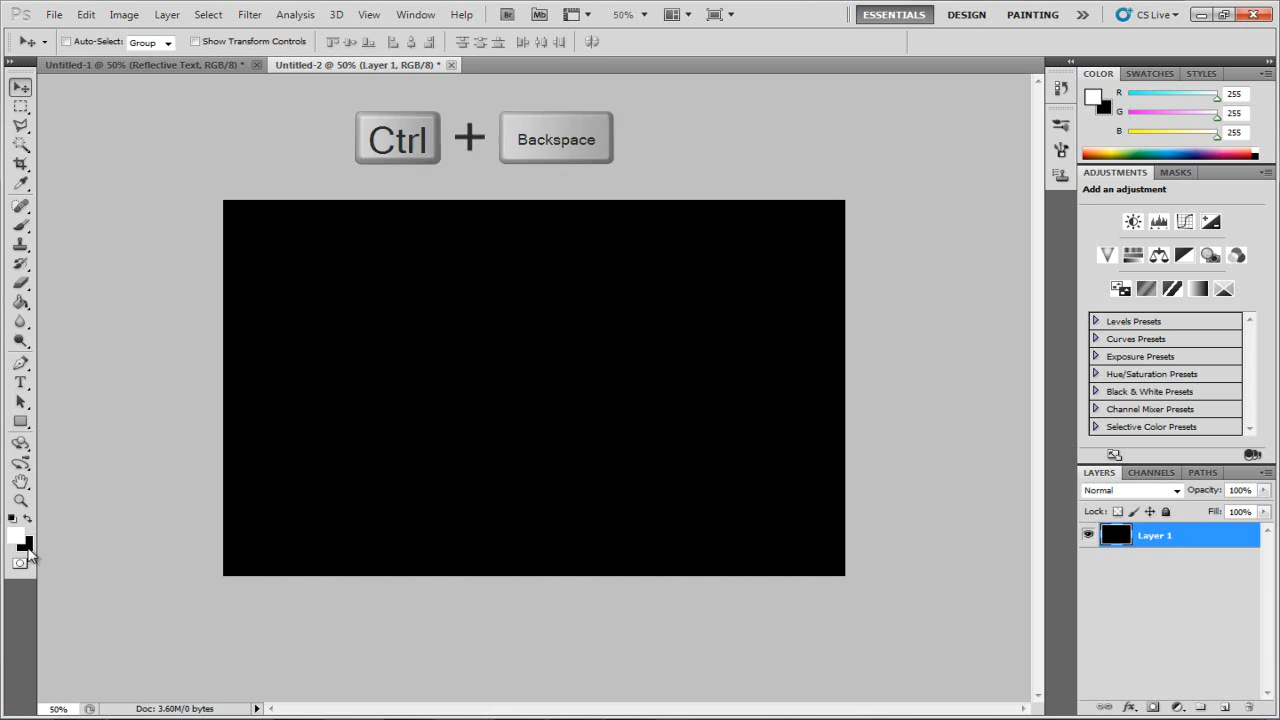 Ps File Edit Image Layer Select Filter Analysis 3D View Window Help Br Mb 50% ESSENTIALS DESIGN PAINTING CS Live
Auto-Select: Group Show Transform Controls
Untitled-1 @ 50% (Reflective Text, RGB/8) * Untitled-2 @ 50% (Layer 1, RGB/8) *
COLOR SWATCHES STYLES
R 255
G 255
B 255
Ctrl + Backspace
ADJUSTMENTS MASKS
Add an adjustment
Levels Presets
Curves Presets
Exposure Presets
Hue/Saturation Presets
Black & White Presets
Channel Mixer Presets
Selective Color Presets
LAYERS CHANNELS PATHS
Normal Opacity: 100%
Lock: Fill: 100%
Layer 1
50% Doc: 3.60M/0 bytes